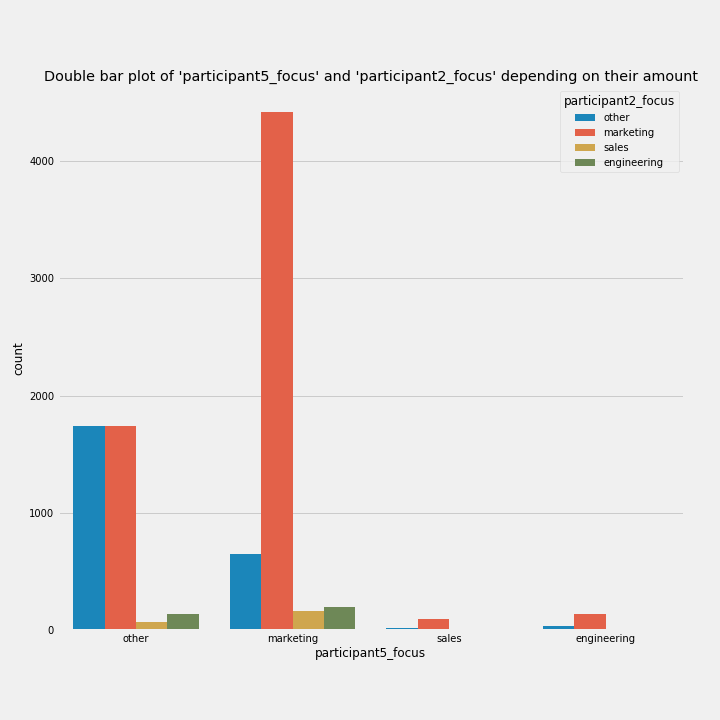 Double bar plot of 'participant5_focus' and 'participant2_focus' depending on their amount
participant2_focus
other
marketing
sales
engineering
4000
3000
2000
1000
0
count
other marketing sales engineering
participant5_focus